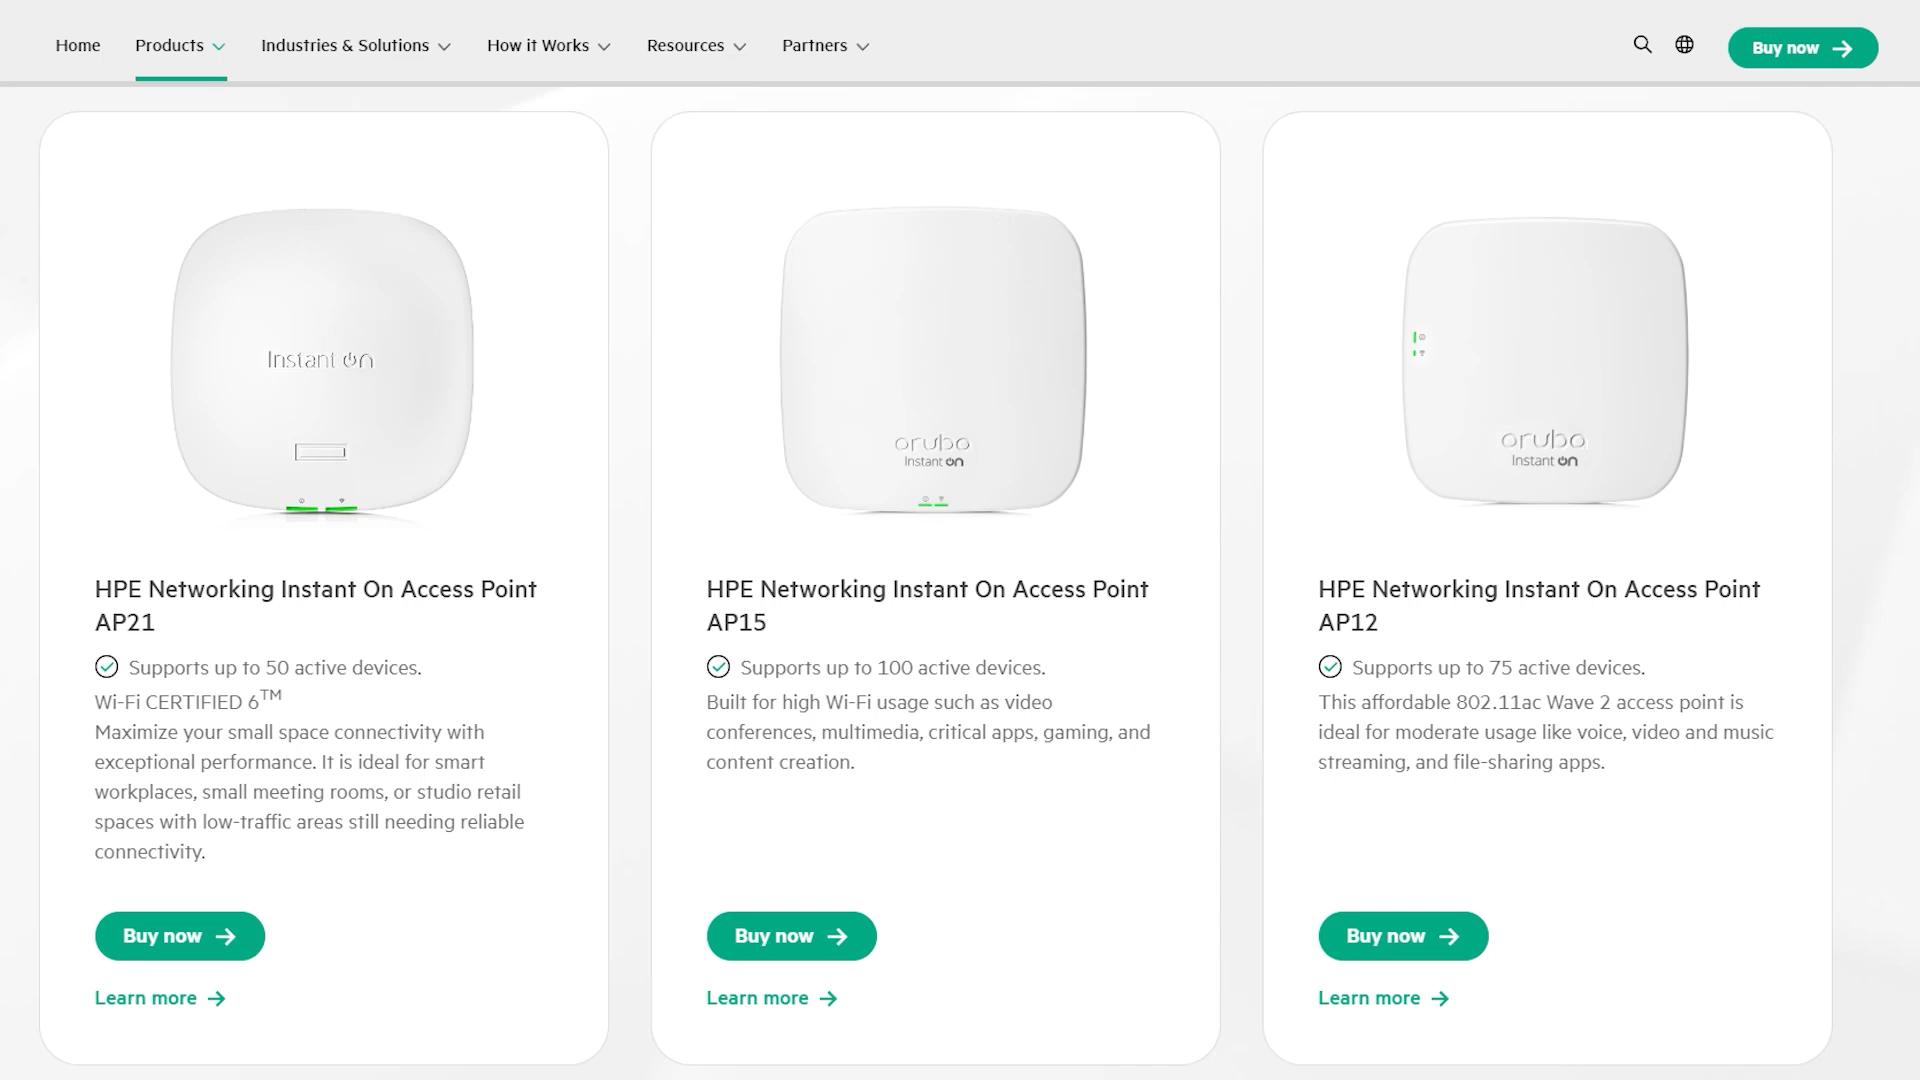 Home
Products
Industries & Solutions
How it Works
Resources
Partners
Buy now
Instant On
aruba
Instant On
aruba
Instant On
HPE Networking Instant On Access Point
AP21
Supports up to 50 active devices.
Wi-Fi CERTIFIED 6™
Maximize your small space connectivity with
exceptional performance. It is ideal for smart
workplaces, small meeting rooms, or studio retail
spaces with low-traffic areas still needing reliable
connectivity.
Buy now
Learn more
HPE Networking Instant On Access Point
AP15
Supports up to 100 active devices.
Built for high Wi-Fi usage such as video
conferences, multimedia, critical apps, gaming, and
content creation.
Buy now
Learn more
HPE Networking Instant On Access Point
AP12
Supports up to 75 active devices.
This affordable 802.11ac Wave 2 access point is
ideal for moderate usage like voice, video and music
streaming, and file-sharing apps.
Buy now
Learn more